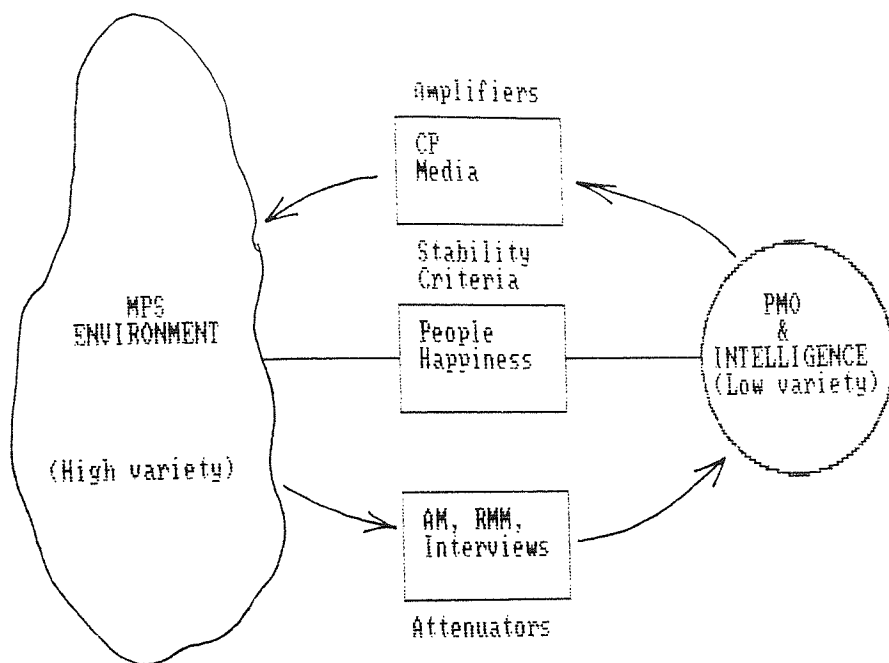 Amplifiers
CP
Media
Stability
Criteria
MPS
ENVIRONMENT
People
Happiness
PMO
&
INTELLIGENCE
(Low variety)
(High variety)
AM, RMM,
Interviews
Attenuators